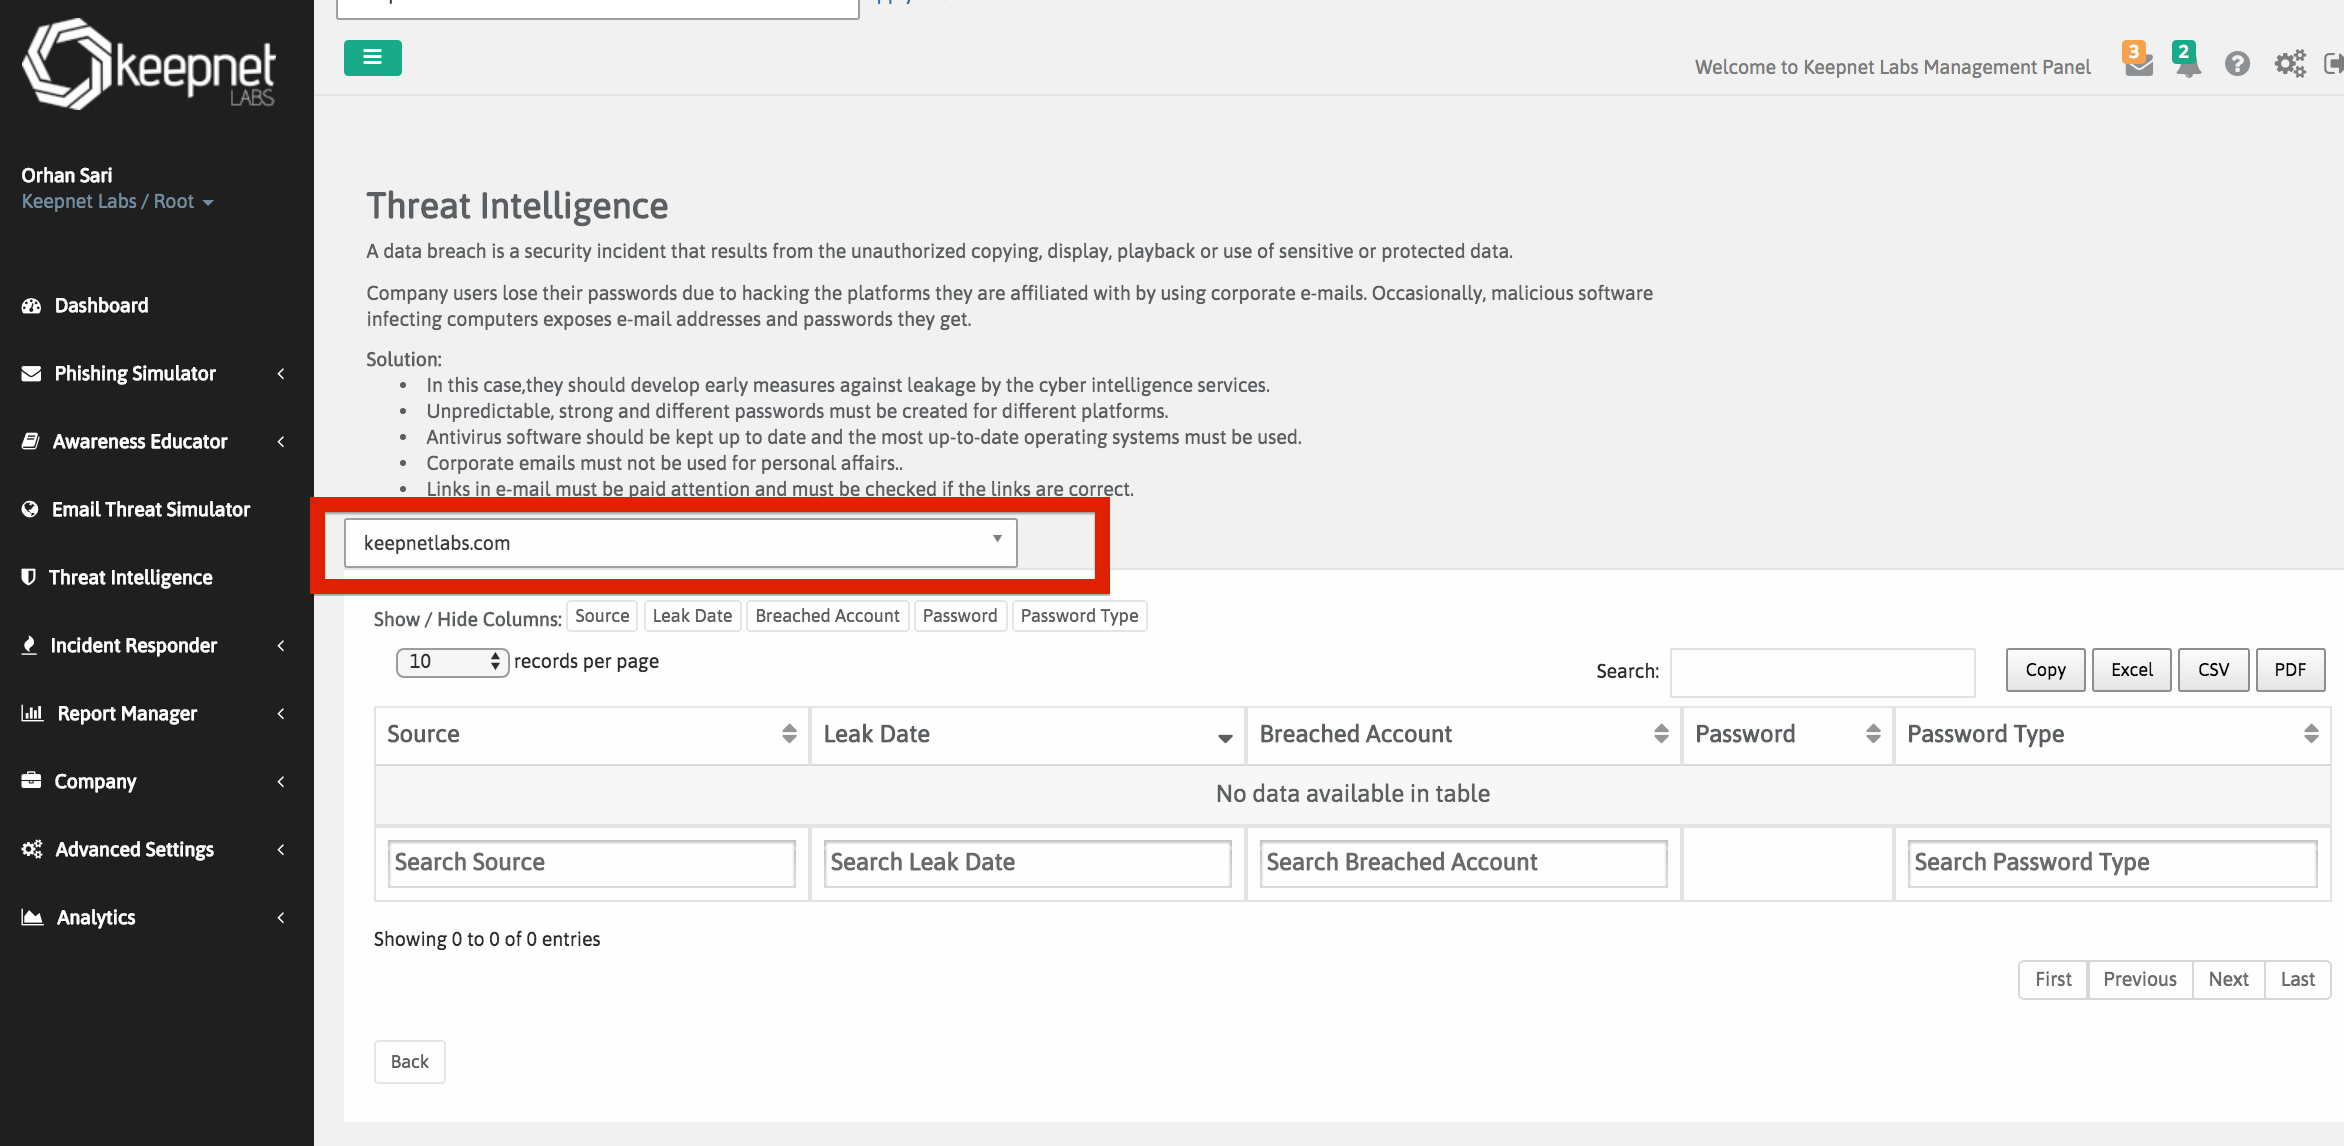 keepnet
LABS
Welcome to Keepnet Labs Management Panel
3
2
Orhan Sari
Keepnet Labs / Root
Dashboard
Phishing Simulator
Awareness Educator
Email Threat Simulator
Threat Intelligence
Incident Responder
Report Manager
Company
Advanced Settings
Analytics
Threat Intelligence
A data breach is a security incident that results from the unauthorized copying, display, playback or use of sensitive or protected data.
Company users lose their passwords due to hacking the platforms they are affiliated with by using corporate e-mails. Occasionally, malicious software
infecting computers exposes e-mail addresses and passwords they get.
Solution:
• In this case,they should develop early measures against leakage by the cyber intelligence services.
• Unpredictable, strong and different passwords must be created for different platforms.
• Antivirus software should be kept up to date and the most up-to-date operating systems must be used.
• Corporate emails must not be used for personal affairs..
• Links in e-mail must be paid attention and must be checked if the links are correct.
keepnetlabs.com
Show / Hide Columns: Source Leak Date Breached Account Password Password Type
10 records per page
Search: Copy Excel CSV PDF
Source Leak Date Breached Account Password Password Type
No data available in table
Search Source Search Leak Date Search Breached Account Search Password Type
Showing 0 to 0 of 0 entries
First Previous Next Last
Back